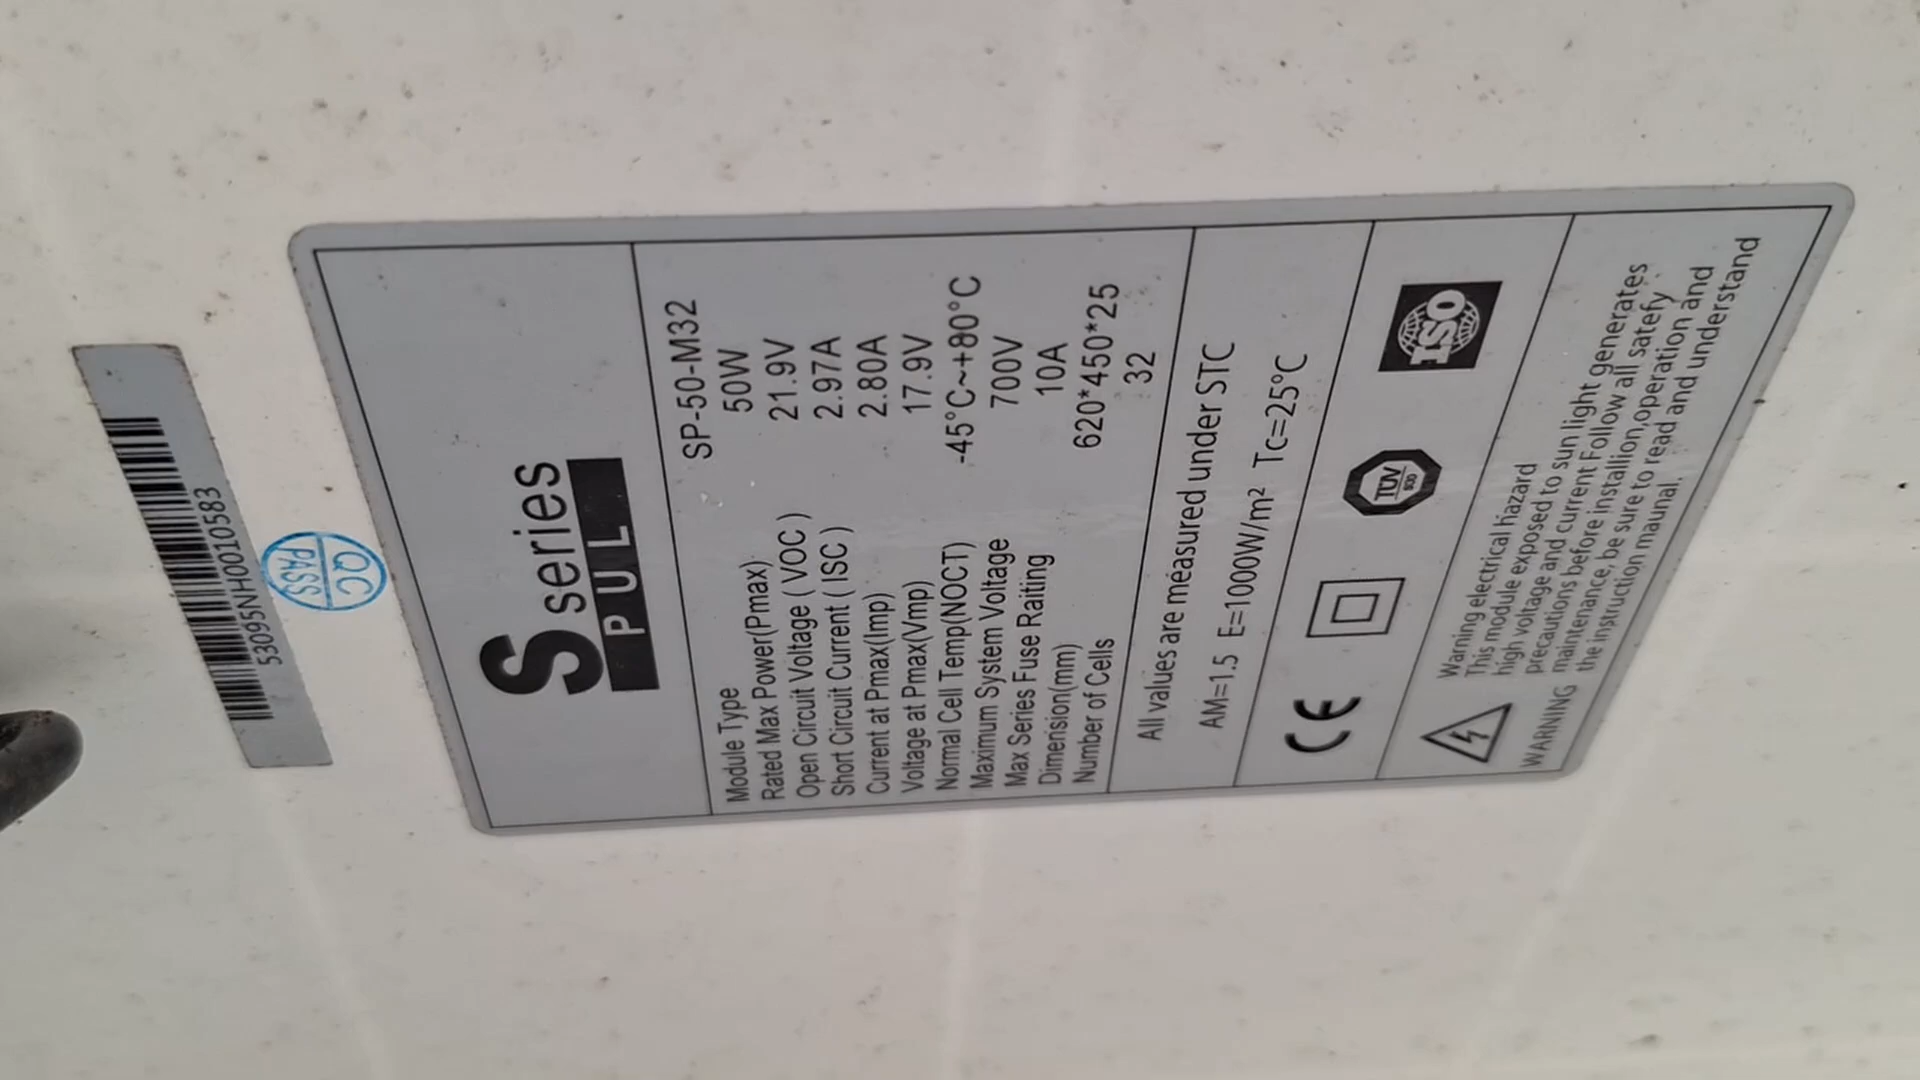 53095NH00010583
QC
PASS
S series
PUL
Module Type SP-50-M32
Rated Max Power(Pmax) 50W
Open Circuit Voltage ( VOC ) 21.9V
Short Circuit Current ( ISC ) 2.97A
Current at Pmax(Imp) 2.80A
Voltage at Pmax(Vmp) 17.9V
Normal Cell Temp(NOCT) -45°C~+80°C
Maximum System Voltage 700V
Max Series Fuse Raiting 10A
Dimension(mm) 620*450*25
Number of Cells 32
All values are measured under STC
AM=1.5 E=1000W/m² Tc=25°C
CE
TUV
ISO
WARNING
Warning electrical hazard
This module exposed to sun light generates
high voltage and current Follow all satefy
precautions before installion,operation and
maintenance, be sure to read and understand
the instruction maunal.